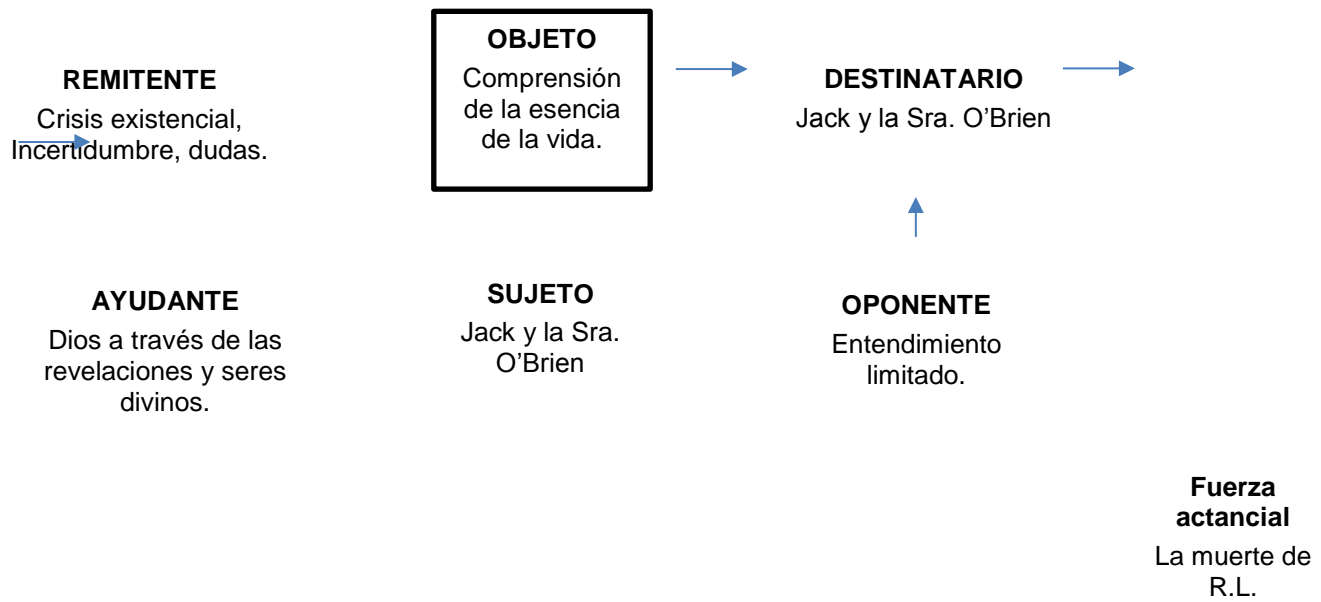 REMITENTE
Crisis existencial,
Incertidumbre, dudas.
OBJETO
Comprensión
de la esencia
de la vida.
DESTINATARIO
Jack y la Sra. O’Brien
AYUDANTE
Dios a través de las
revelaciones y seres
divinos.
SUJETO
Jack y la Sra.
O’Brien
OPONENTE
Entendimiento
limitado.
Fuerza
actancial
La muerte de
R.L.